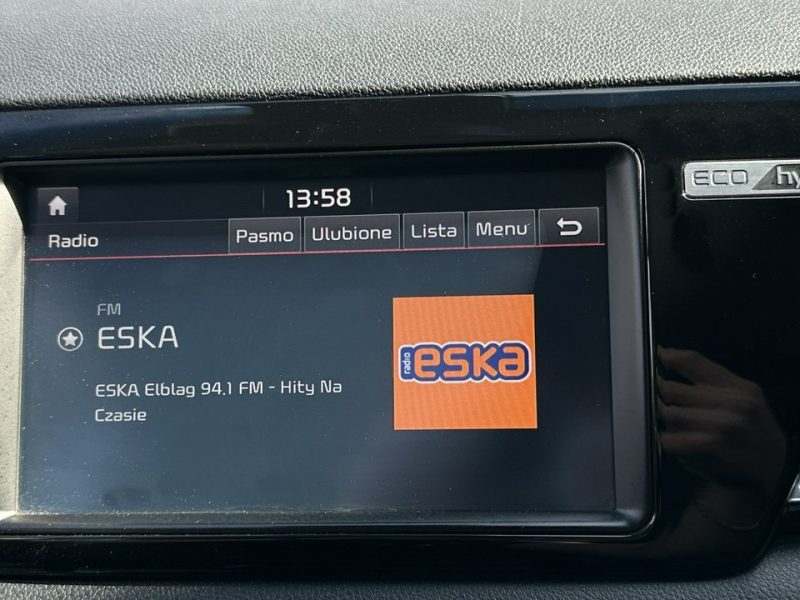 13:58
Radio
Pasmo
Ulubione
Lista
Menu
FM
ESKA
ESKA Elblag 94.1 FM - Hity Na
Czasie
radio
eska
ECO